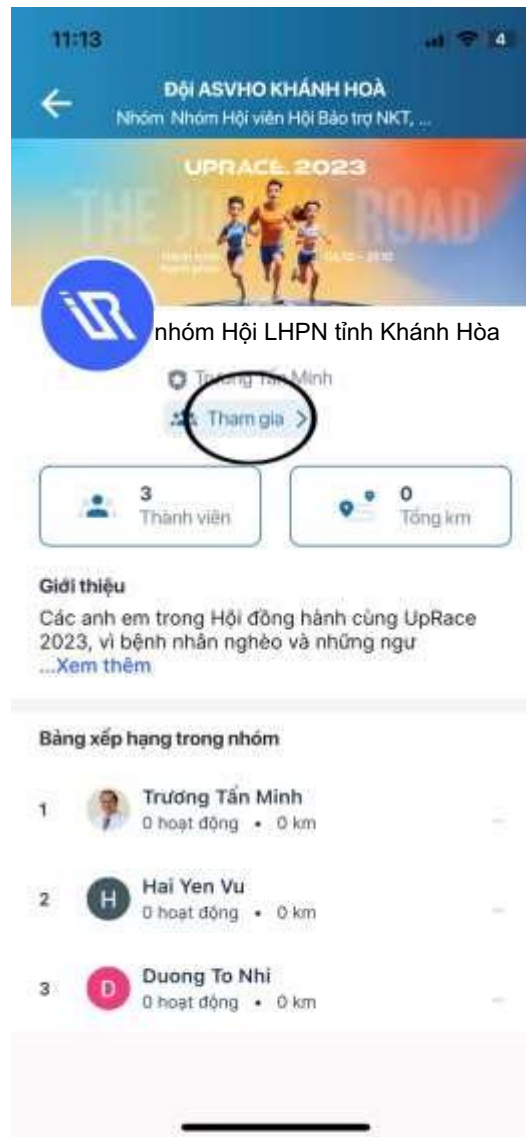 11:13
4
Đội ASVHO KHÁNH HOÀ
Nhóm Nhóm Hội viên Hội Bảo trợ NKT, ...
UPRACE 2023
THE ROAD
nhóm Hội LHPN tỉnh Khánh Hòa
Trương Tấn Minh
Tham gia
3
Thành viên
0
Tổng km
Giới thiệu
Các anh em trong Hội đồng hành cùng UpRace
2023, vì bệnh nhân nghèo và những ngư
...Xem thêm
Bảng xếp hạng trong nhóm
1
Trương Tấn Minh
0 hoạt động • 0 km
2
H
Hai Yen Vu
0 hoạt động • 0 km
3
D
Duong To Nhi
0 hoạt động • 0 km